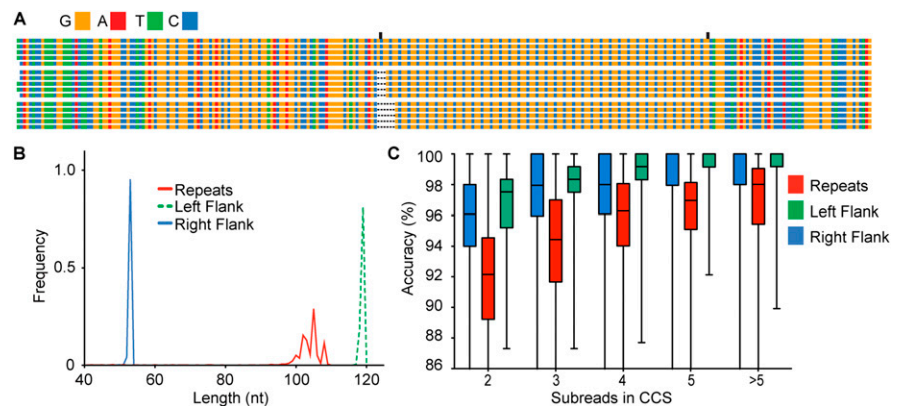 A
G A T C
B
1.0
0.5
0
Frequency
Repeats
Left Flank
Right Flank
40 60 80 100 120
Length (nt)
C
100
98
96
94
92
90
88
86
Accuracy (%)
2 3 4 5 >5
Subreads in CCS
Repeats
Left Flank
Right Flank